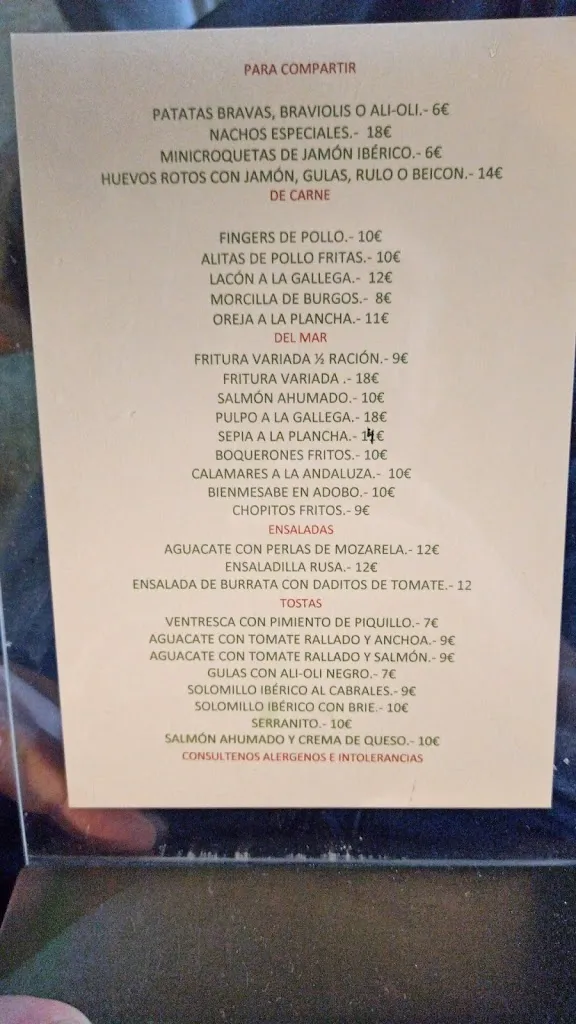 PARA COMPARTIR
PATATAS BRAVAS, BRAVIOLIS O ALI-OLI.- 6€
NACHOS ESPECIALES.- 18€
MINICROQUETAS DE JAMÓN IBÉRICO.- 6€
HUEVOS ROTOS CON JAMÓN, GULAS, RULO O BEICON.- 14€
DE CARNE
FINGERS DE POLLO.- 10€
ALITAS DE POLLO FRITAS.- 10€
LACÓN A LA GALLEGA.- 12€
MORCILLA DE BURGOS.- 8€
OREJA A LA PLANCHA.- 11€
DEL MAR
FRITURA VARIADA ½ RACIÓN.- 9€
FRITURA VARIADA .- 18€
SALMÓN AHUMADO.- 10€
PULPO A LA GALLEGA.- 18€
SEPIA A LA PLANCHA.- 14€
BOQUERONES FRITOS.- 10€
CALAMARES A LA ANDALUZA.- 10€
BIENMESABE EN ADOBO.- 10€
CHOPITOS FRITOS.- 9€
ENSALADAS
AGUACATE CON PERLAS DE MOZARELA.- 12€
ENSALADILLA RUSA.- 12€
ENSALADA DE BURRATA CON DADITOS DE TOMATE.- 12
TOSTAS
VENTRESCA CON PIMIENTO DE PIQUILLO.- 7€
AGUACATE CON TOMATE RALLADO Y ANCHOA.- 9€
AGUACATE CON TOMATE RALLADO Y SALMÓN.- 9€
GULAS CON ALI-OLI NEGRO.- 7€
SOLOMILLO IBÉRICO AL CABRALES.- 9€
SOLOMILLO IBÉRICO CON BRIE.- 10€
SERRANITO.- 10€
SALMÓN AHUMADO Y CREMA DE QUESO.- 10€
CONSULTENOS ALERGENOS E INTOLERANCIAS